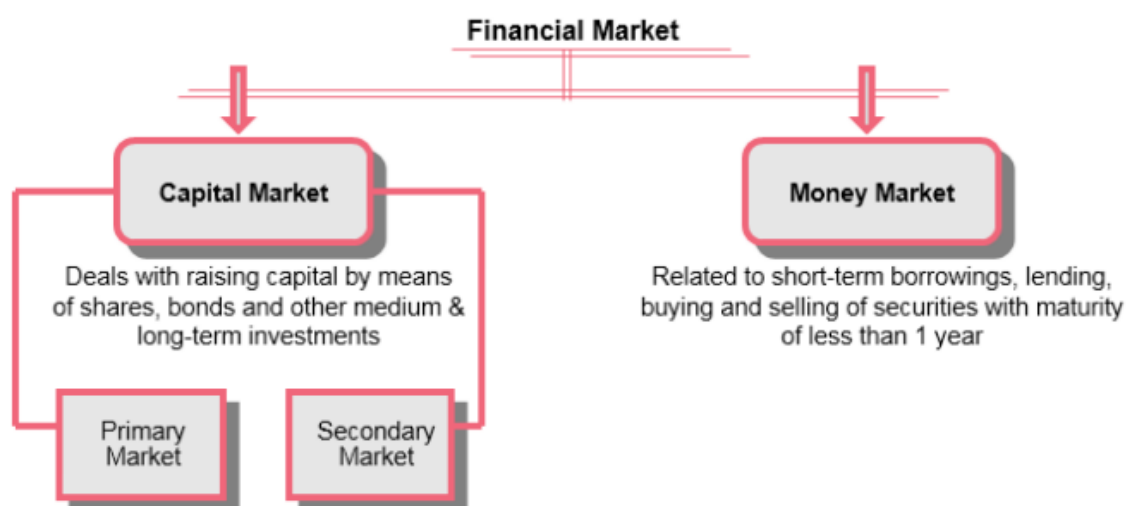 Financial Market
Capital Market
Deals with raising capital by means
of shares, bonds and other medium &
long-term investments
Primary
Market
Secondary
Market
Money Market
Related to short-term borrowings, lending,
buying and selling of securities with maturity
of less than 1 year